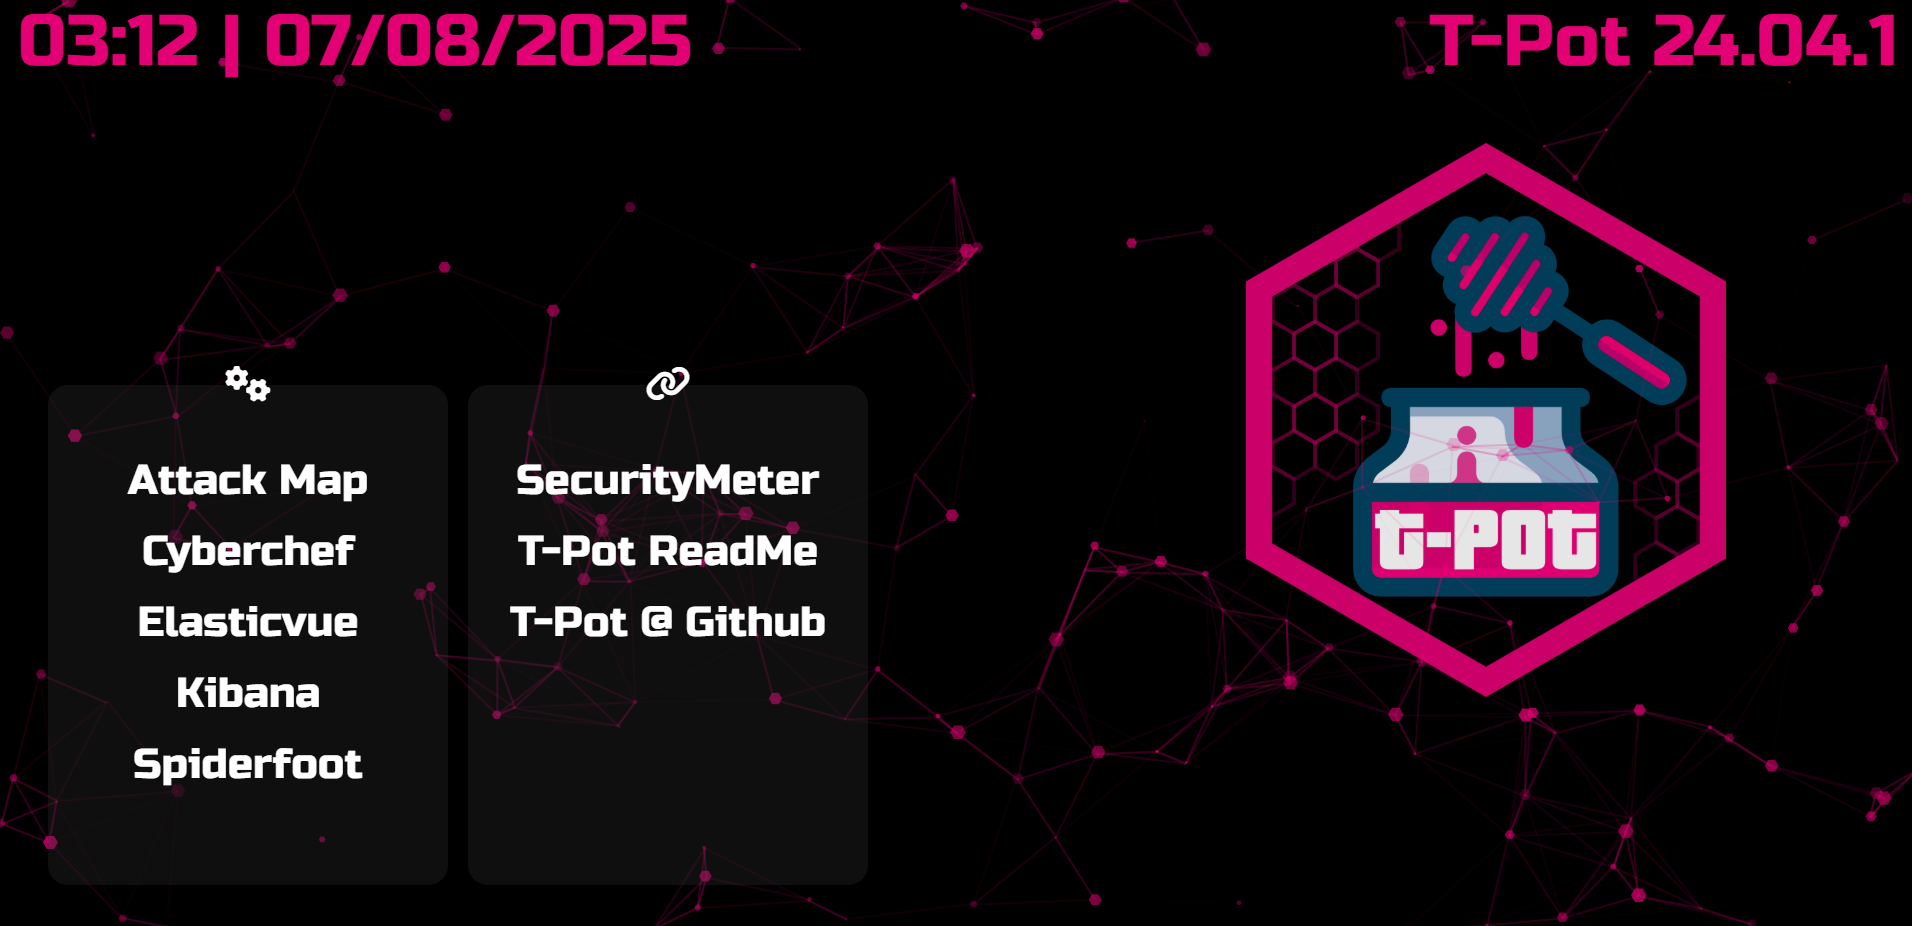 03:12 | 07/08/2025
T-Pot 24.04.1
Attack Map
Cyberchef
Elasticvue
Kibana
Spiderfoot
SecurityMeter
T-Pot ReadMe
T-Pot @ Github
t-pot